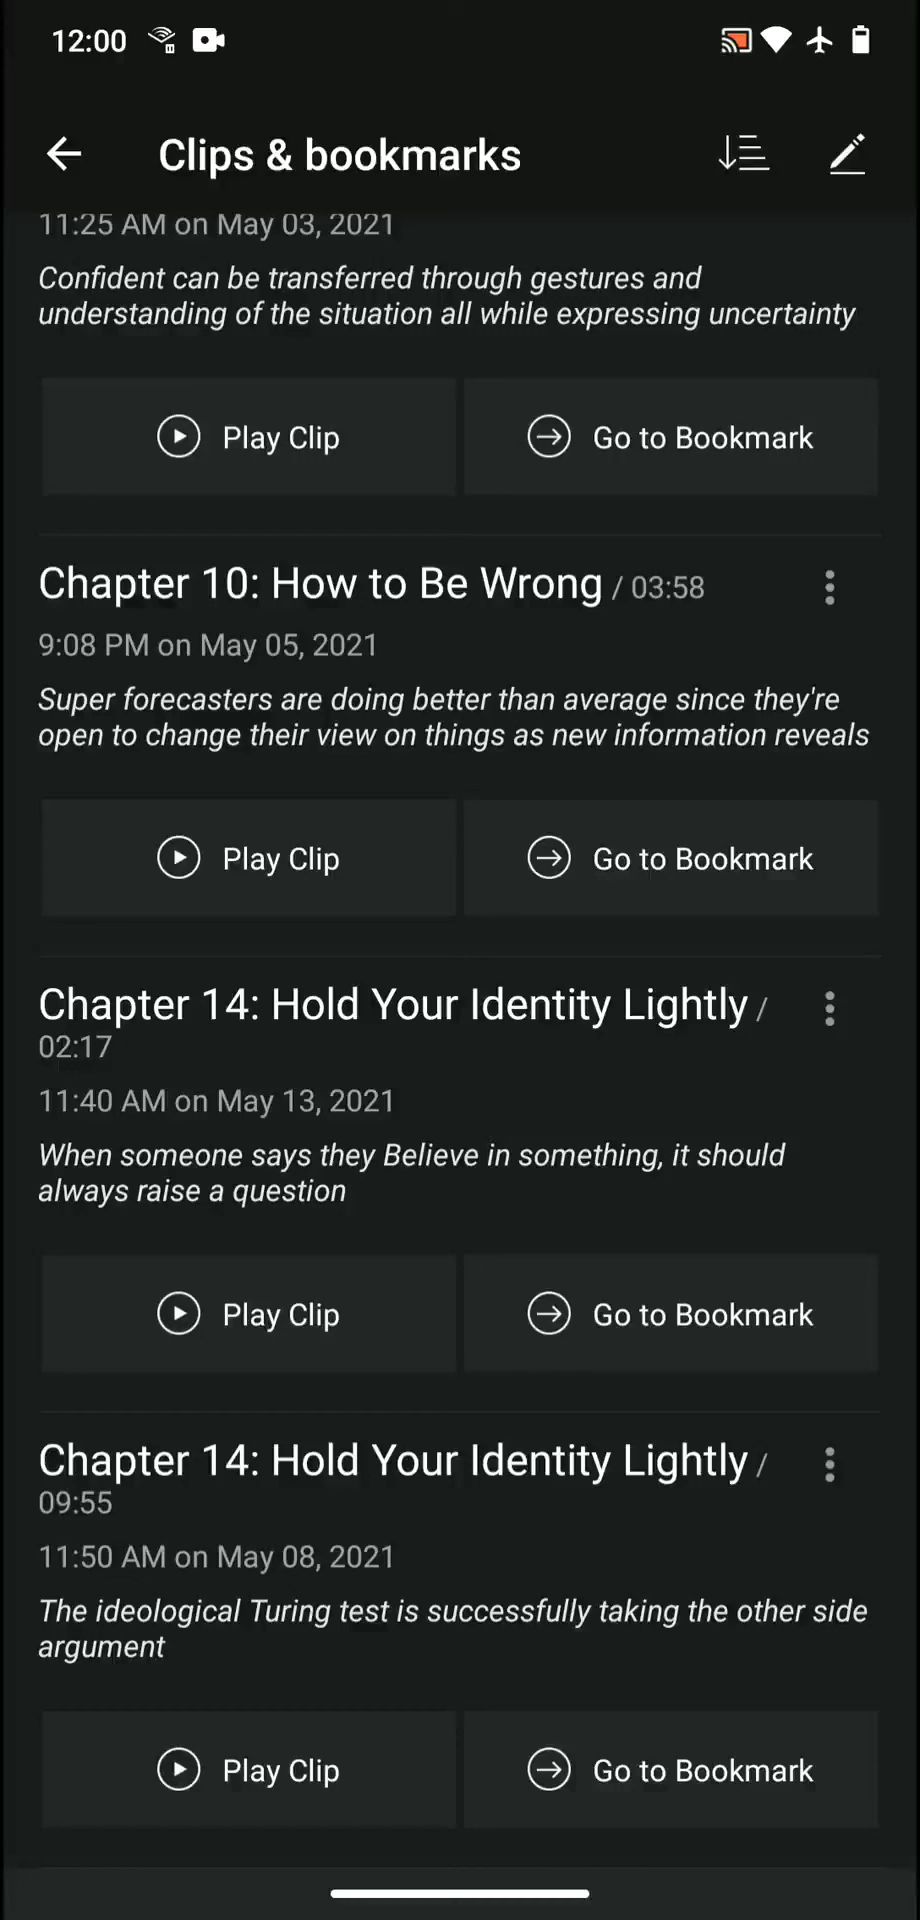 12:00
Clips & bookmarks
11:25 AM on May 03, 2021
Confident can be transferred through gestures and
understanding of the situation all while expressing uncertainty
Play Clip
Go to Bookmark
Chapter 10: How to Be Wrong / 03:58
9:08 PM on May 05, 2021
Super forecasters are doing better than average since they're
open to change their view on things as new information reveals
Play Clip
Go to Bookmark
Chapter 14: Hold Your Identity Lightly /
02:17
11:40 AM on May 13, 2021
When someone says they Believe in something, it should
always raise a question
Play Clip
Go to Bookmark
Chapter 14: Hold Your Identity Lightly /
09:55
11:50 AM on May 08, 2021
The ideological Turing test is successfully taking the other side
argument
Play Clip
Go to Bookmark